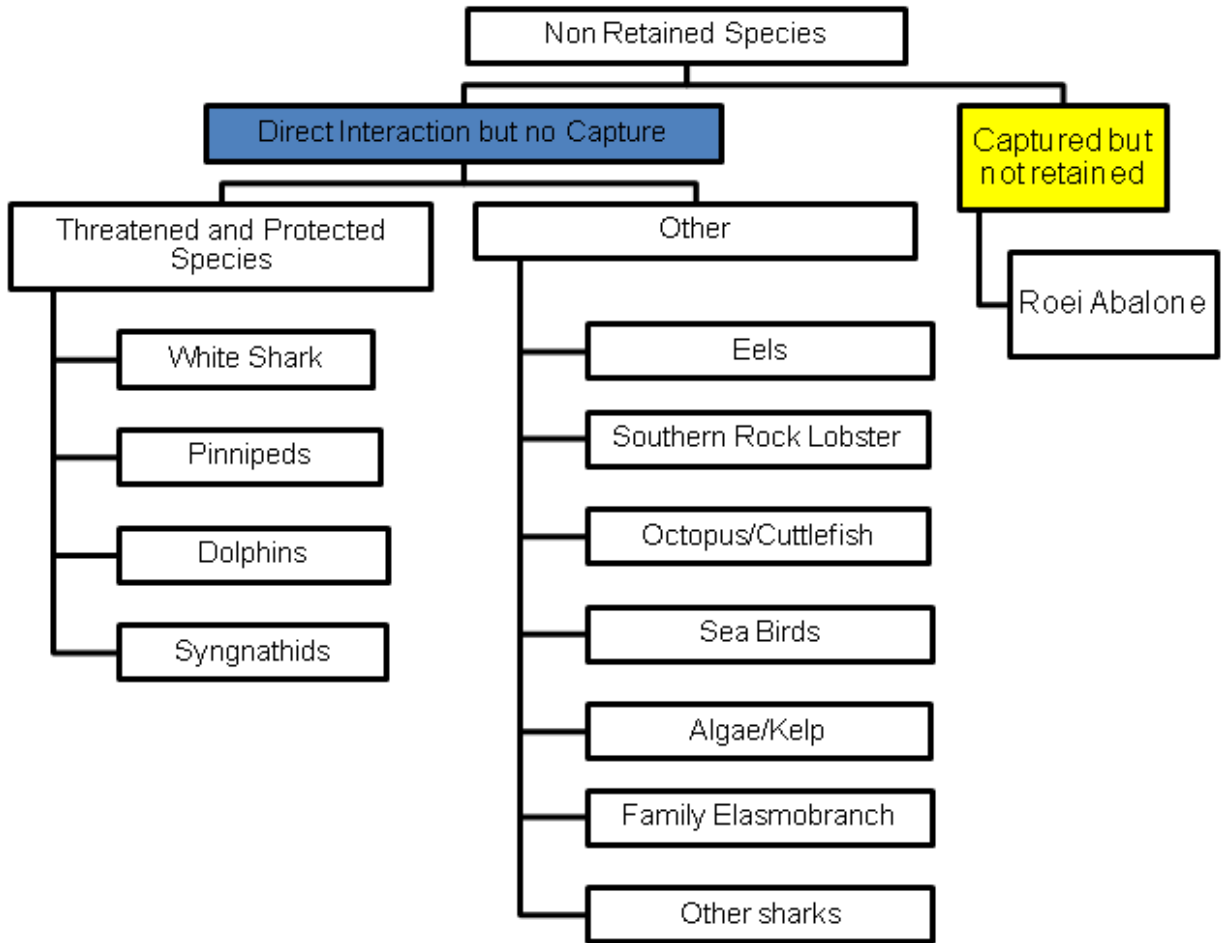 Non Retained Species
Direct Interaction but no Capture
Captured but
not retained
Threatened and Protected
Species
Other
Roei Abalone
White Shark
Pinnipeds
Dolphins
Syngnathids
Eels
Southern Rock Lobster
Octopus/Cuttlefish
Sea Birds
Algae/Kelp
Family Elasmobranch
Other sharks